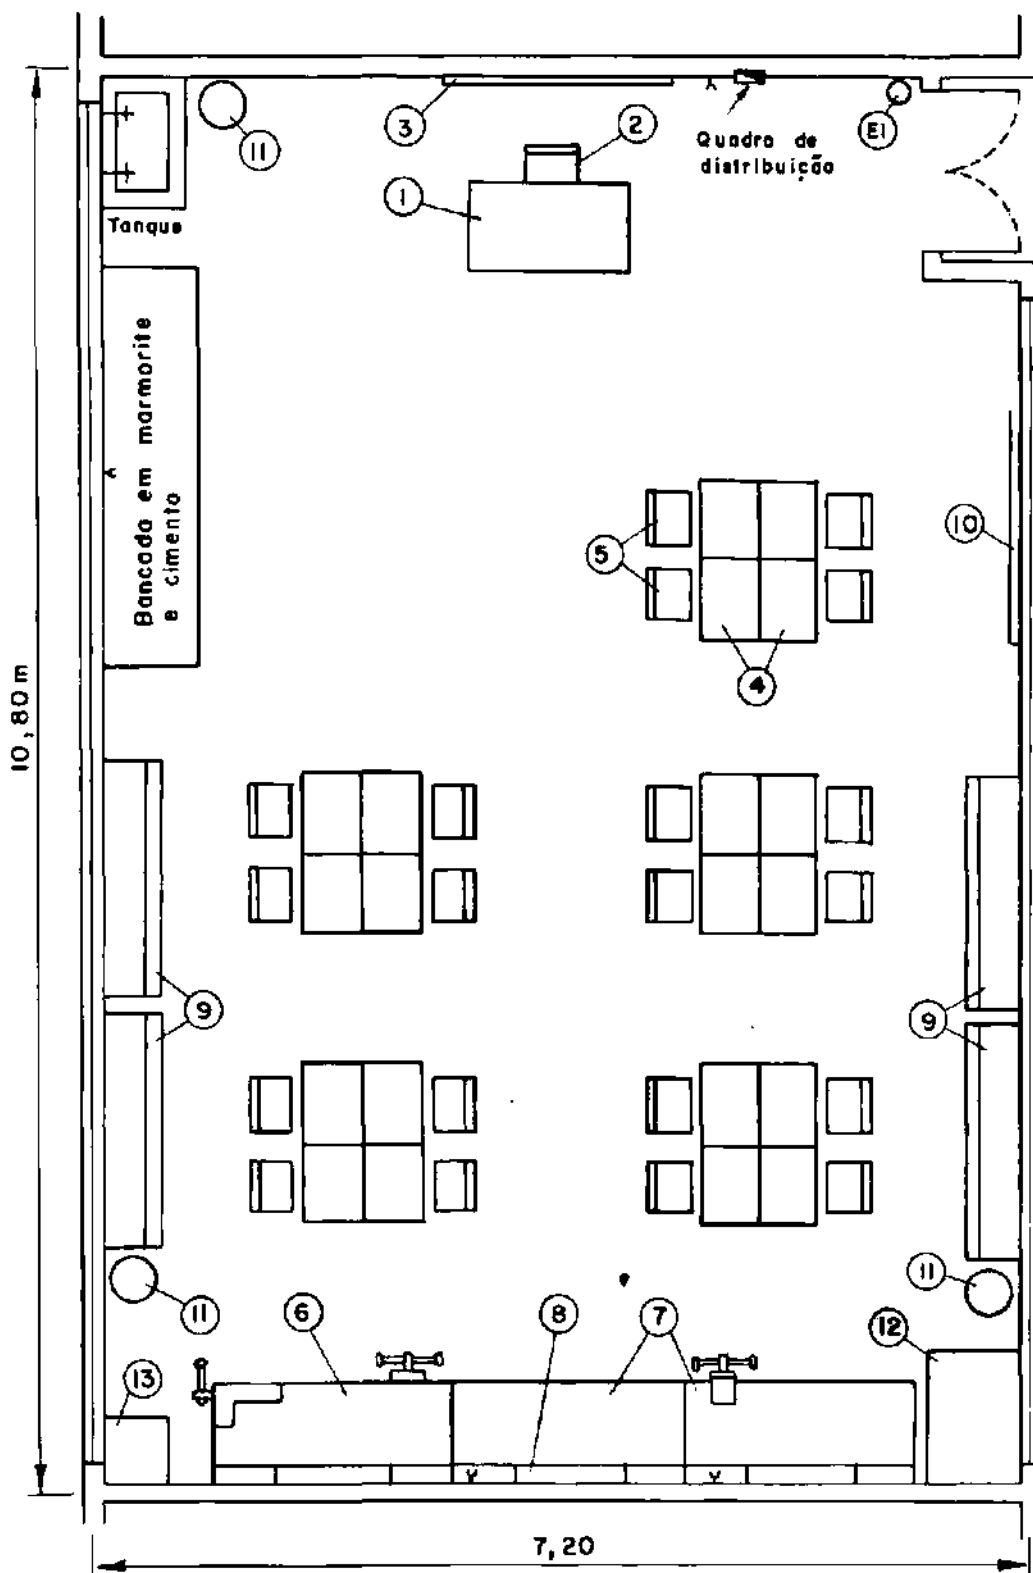 3
2
11
E1
Quadro de
distribuição
1
Tanque
Bancada em marmorite
e cimento
5
10
4
10,80 m
9
9
11
11
6
8
7
12
13
7,20